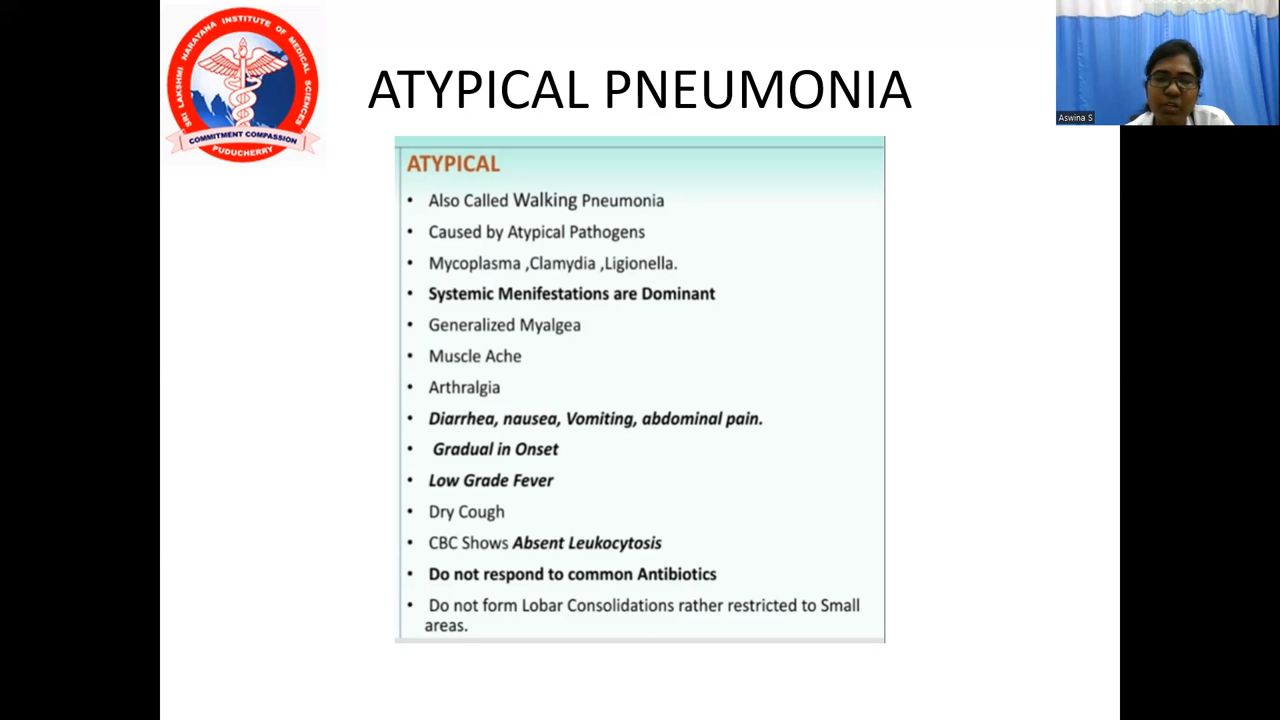 SRI LAKSHMI NARAYANA INSTITUTE OF MEDICAL SCIENCES
COMMITMENT COMPASSION
PUDUCHERRY
ATYPICAL PNEUMONIA
Aswina S
ATYPICAL
• Also Called Walking Pneumonia
• Caused by Atypical Pathogens
• Mycoplasma ,Clamydia ,Ligionella.
• Systemic Menifestations are Dominant
• Generalized Myalgea
• Muscle Ache
• Arthralgia
• Diarrhea, nausea, Vomiting, abdominal pain.
• Gradual in Onset
• Low Grade Fever
• Dry Cough
• CBC Shows Absent Leukocytosis
• Do not respond to common Antibiotics
• Do not form Lobar Consolidations rather restricted to Small
areas.